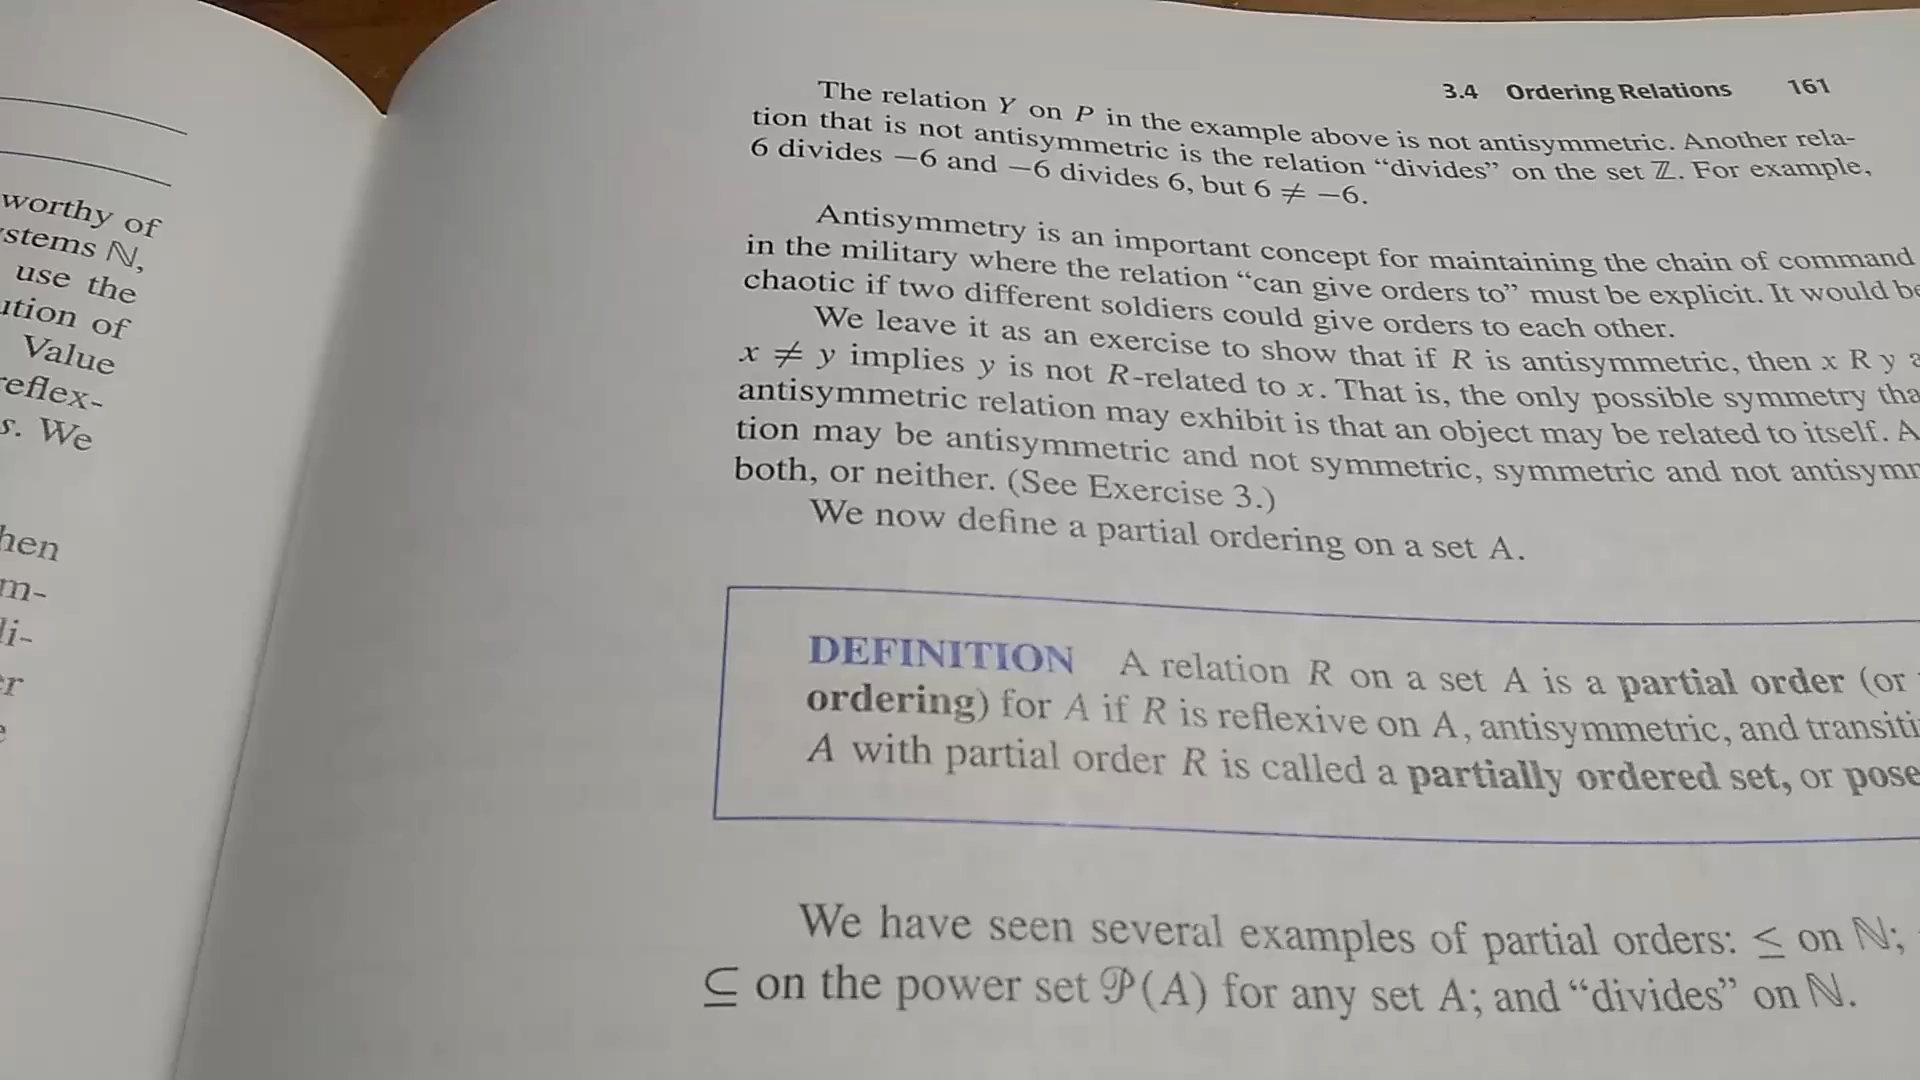 worthy of
stems ℕ,
use the
ution of
Value
reflex-
s. We
hen
m-
li-
er
e
3.4 Ordering Relations 161
The relation Y on P in the example above is not antisymmetric. Another rela-
tion that is not antisymmetric is the relation “divides” on the set ℤ. For example,
6 divides −6 and −6 divides 6, but 6 ≠ −6.
Antisymmetry is an important concept for maintaining the chain of command
in the military where the relation “can give orders to” must be explicit. It would be
chaotic if two different soldiers could give orders to each other.
We leave it as an exercise to show that if R is antisymmetric, then x R y
x ≠ y implies y is not R-related to x. That is, the only possible symmetry tha
antisymmetric relation may exhibit is that an object may be related to itself. A
tion may be antisymmetric and not symmetric, symmetric and not antisymm
both, or neither. (See Exercise 3.)
We now define a partial ordering on a set A.
DEFINITION A relation R on a set A is a partial order (or
ordering) for A if R is reflexive on A, antisymmetric, and transiti
A with partial order R is called a partially ordered set, or pose
We have seen several examples of partial orders: ≤ on ℕ;
⊆ on the power set 𝒫(A) for any set A; and “divides” on ℕ.